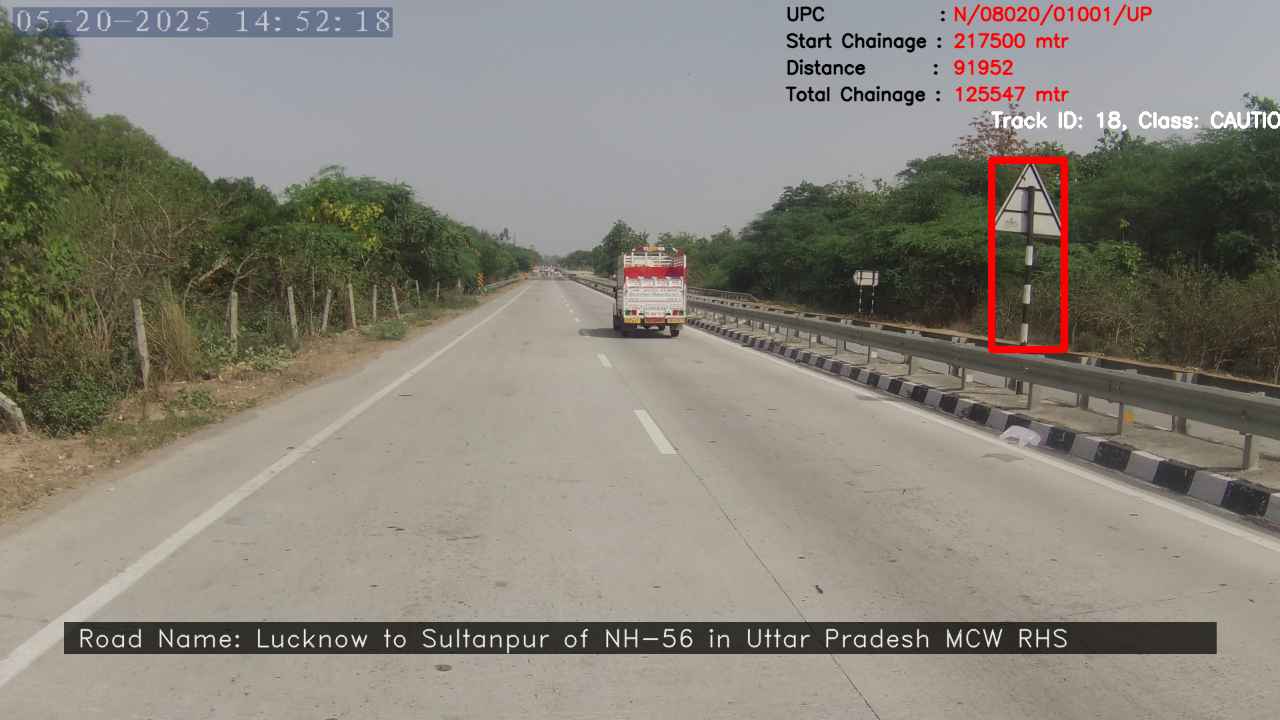 05-20-2025 14:52:18
UPC : N/08020/01001/UP
Start Chainage : 217500 mtr
Distance : 91952
Total Chainage : 125547 mtr
Track ID: 18, Class: CAUTIO
Road Name: Lucknow to Sultanpur of NH-56 in Uttar Pradesh MCW RHS